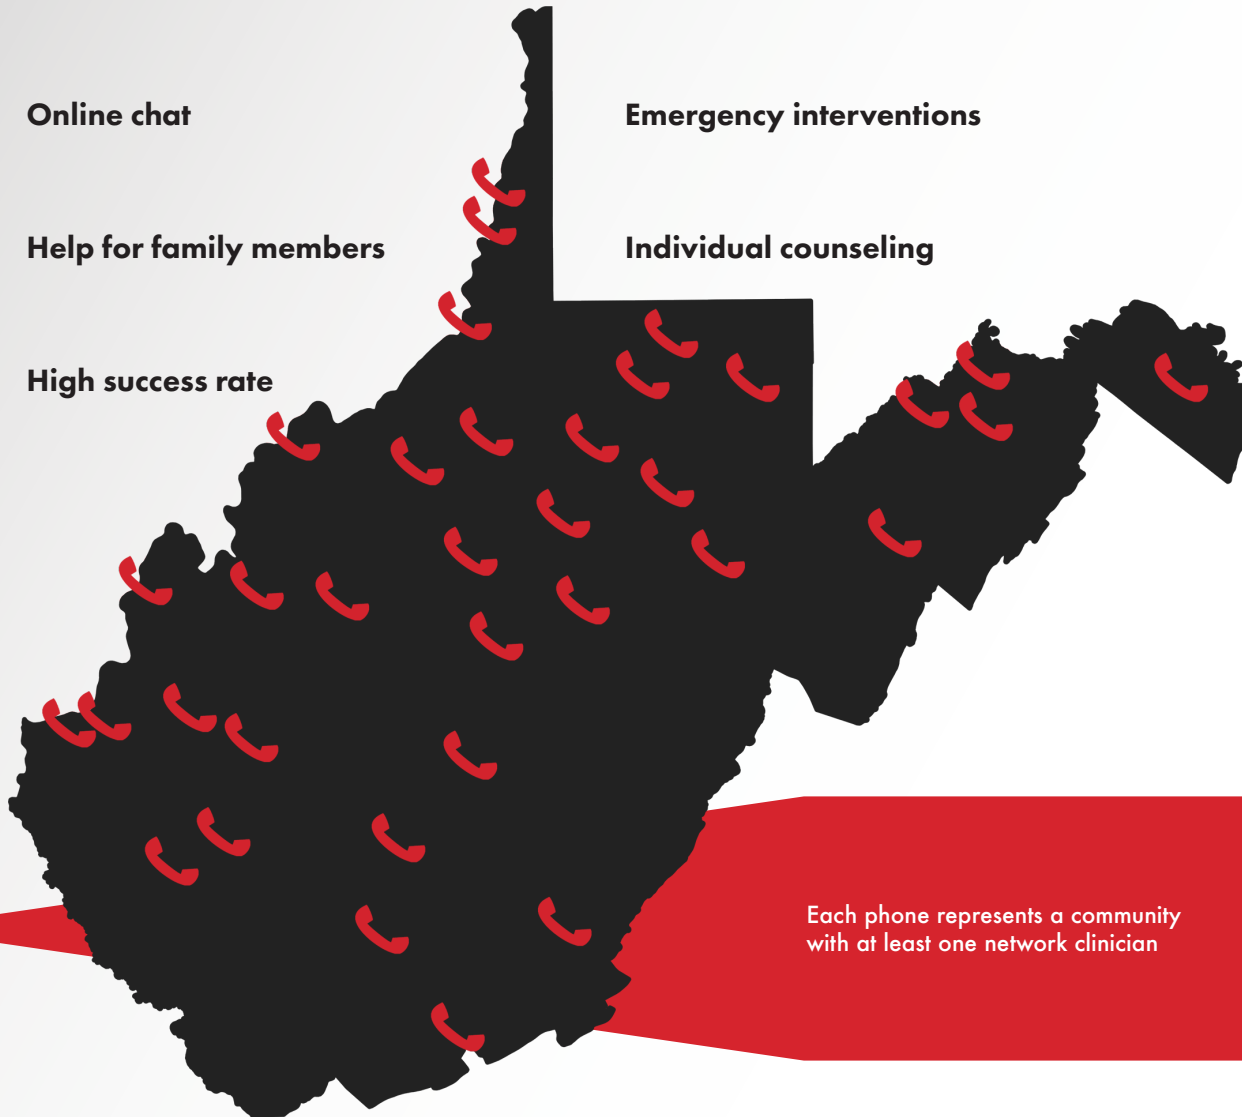 Online chat
Emergency interventions
Help for family members
Individual counseling
High success rate
Each phone represents a community
with at least one network clinician